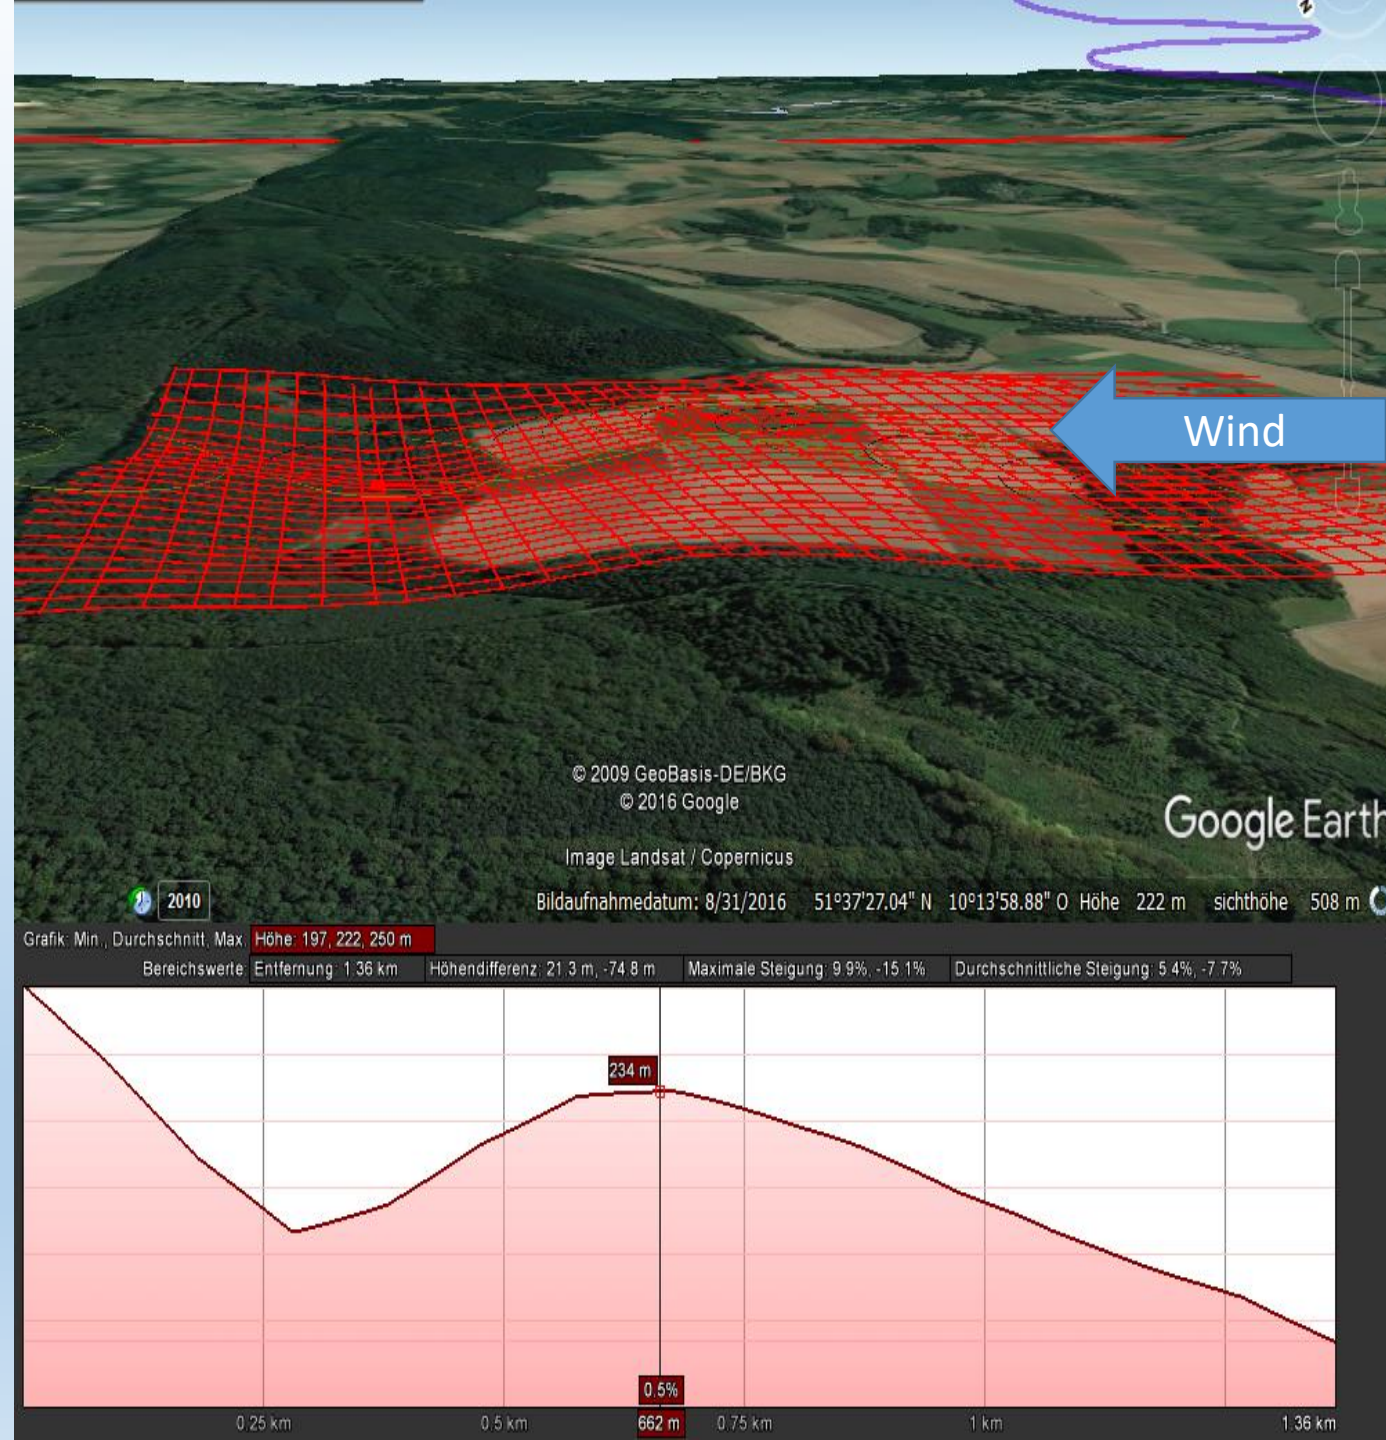 N
Wind
© 2009 GeoBasis-DE/BKG
© 2016 Google
Google Earth
Image Landsat / Copernicus
2010
Bildaufnahmedatum: 8/31/2016 51°37'27.04" N 10°13'58.88" O Höhe 222 m sichthöhe 508 m
Grafik: Min., Durchschnitt, Max. Höhe: 197, 222, 250 m
Bereichswerte: Entfernung: 1.36 km Höhendifferenz: 21.3 m, -74.8 m Maximale Steigung: 9.9%, -15.1% Durchschnittliche Steigung: 5.4%, -7.7%
234 m
0.5%
0.25 km 0.5 km 662 m 0.75 km 1 km 1.36 km